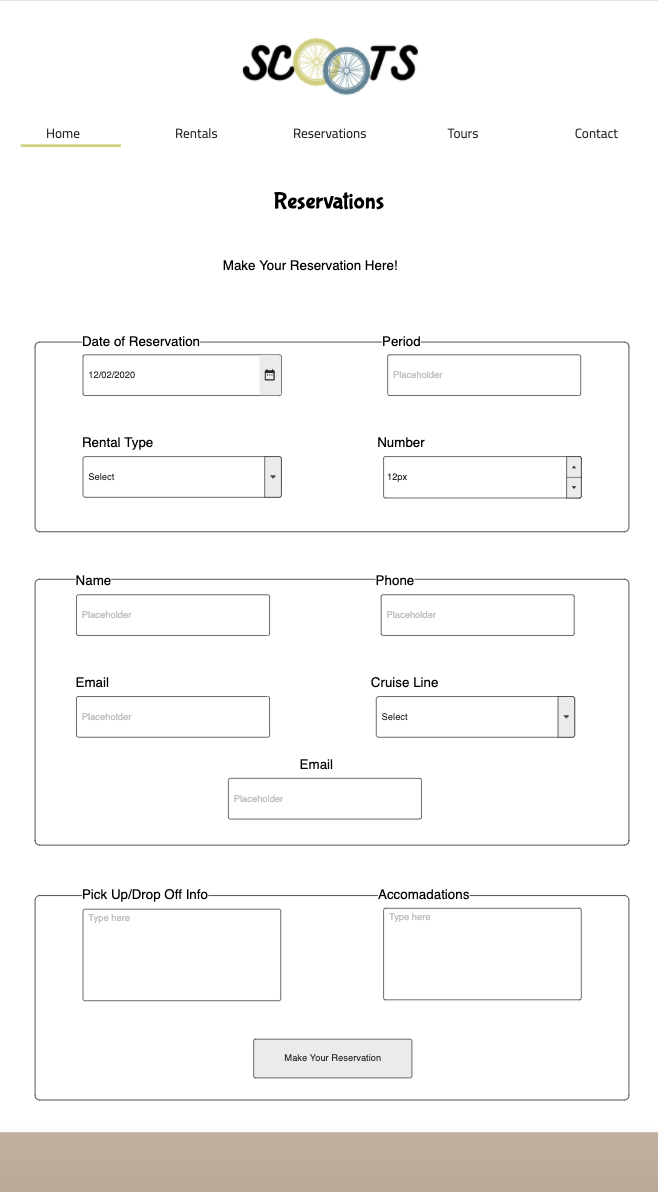 SCOOTS
Home Rentals Reservations Tours Contact
Reservations
Make Your Reservation Here!
Date of Reservation Period
12/02/2020 Placeholder
Rental Type Number
Select 12px
Name Phone
Placeholder Placeholder
Email Cruise Line
Placeholder Select
Email
Placeholder
Pick Up/Drop Off Info Accomadations
Type here Type here
Make Your Reservation